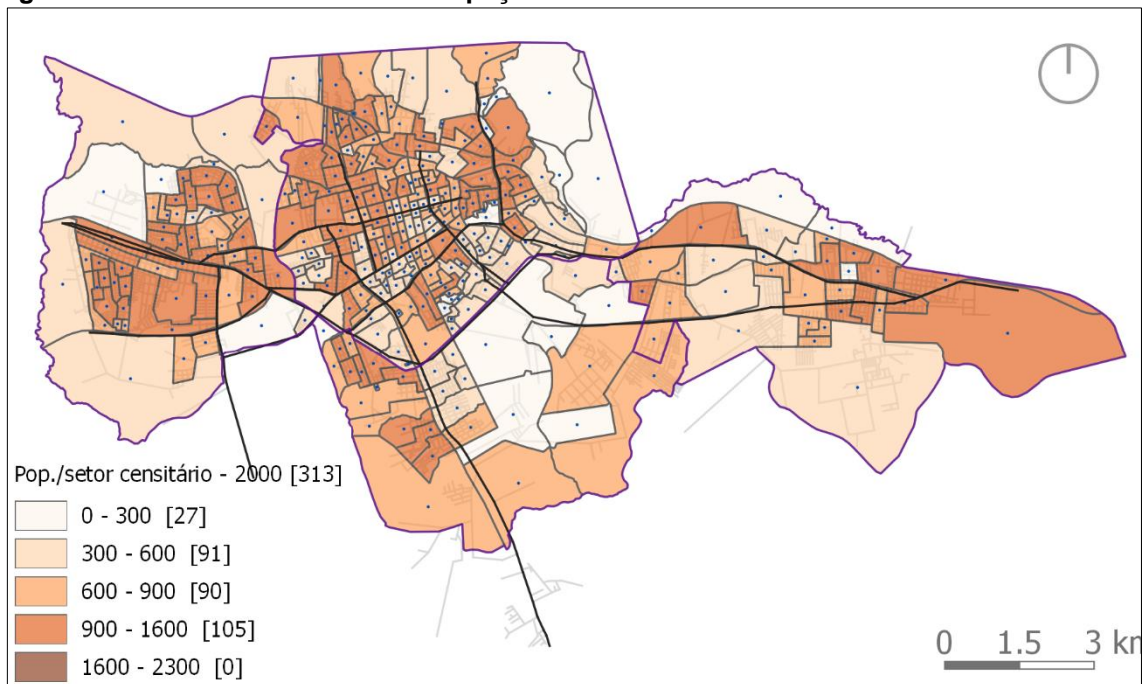 Pop./setor censitário - 2000 [313]
0 - 300 [27]
300 - 600 [91]
600 - 900 [90]
900 - 1600 [105]
1600 - 2300 [0]
0 1.5 3 km